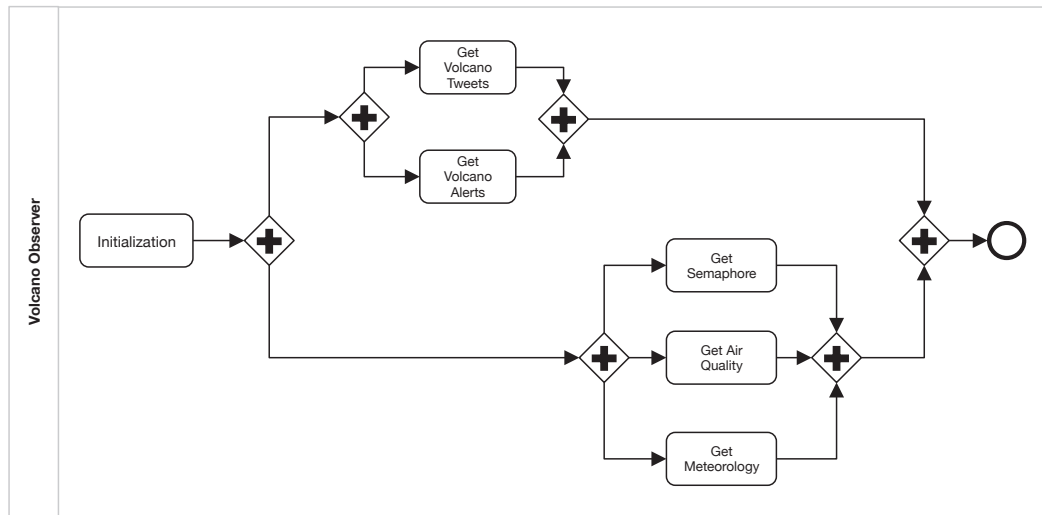 Volcano Observer
Initialization
Get
Volcano
Tweets
Get
Volcano
Alerts
Get
Semaphore
Get Air
Quality
Get
Meteorology